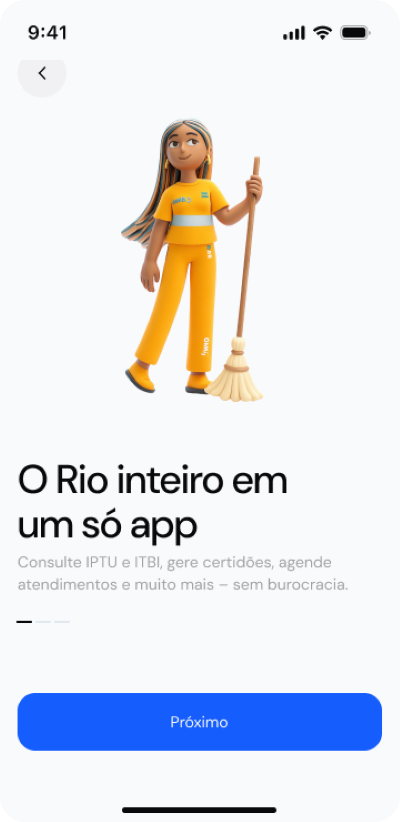 9:41
O Rio inteiro em
um só app
Consulte IPTU e ITBI, gere certidões, agende
atendimentos e muito mais – sem burocracia.
Próximo